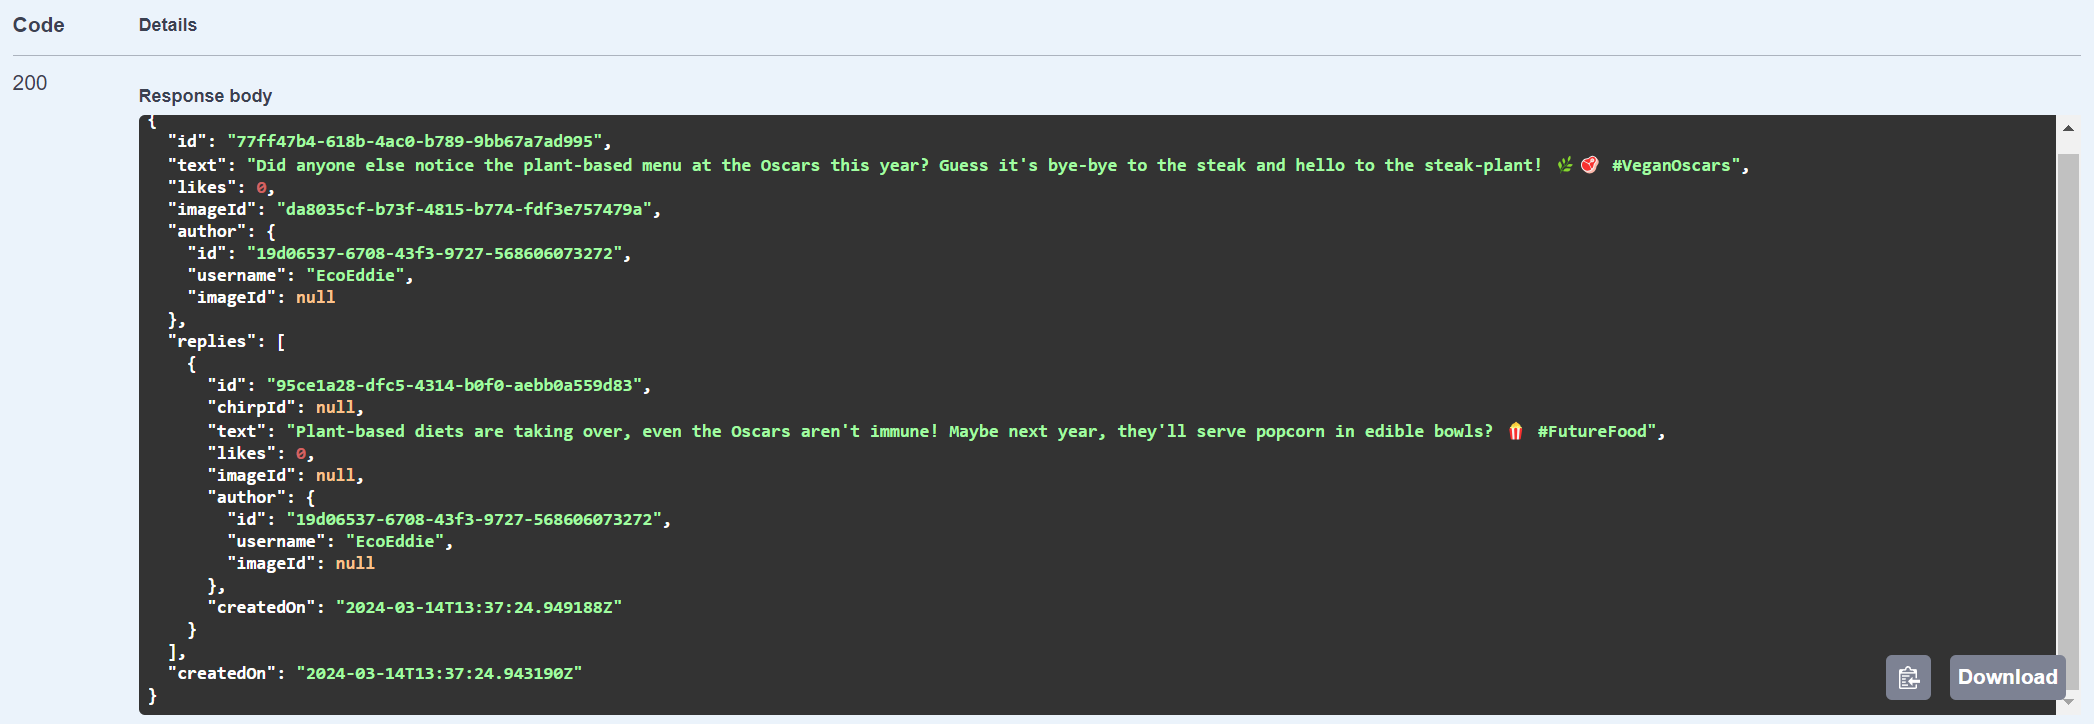 Code Details
200
Response body
{
"id": "77ff47b4-618b-4ac0-b789-9bb67a7ad995",
"text": "Did anyone else notice the plant-based menu at the Oscars this year? Guess it's bye-bye to the steak and hello to the steak-plant! 🌿🥩 #VeganOscars",
"likes": 0,
"imageId": "da8035cf-b73f-4815-b774-fdf3e757479a",
"author": {
"id": "19d06537-6708-43f3-9727-568606073272",
"username": "EcoEddie",
"imageId": null
},
"replies": [
{
"id": "95ce1a28-dfc5-4314-b0f0-aebb0a559d83",
"chirpId": null,
"text": "Plant-based diets are taking over, even the Oscars aren't immune! Maybe next year, they'll serve popcorn in edible bowls? 🍿 #FutureFood",
"likes": 0,
"imageId": null,
"author": {
"id": "19d06537-6708-43f3-9727-568606073272",
"username": "EcoEddie",
"imageId": null
},
"createdOn": "2024-03-14T13:37:24.949188Z"
}
],
"createdOn": "2024-03-14T13:37:24.943190Z"
}
Download